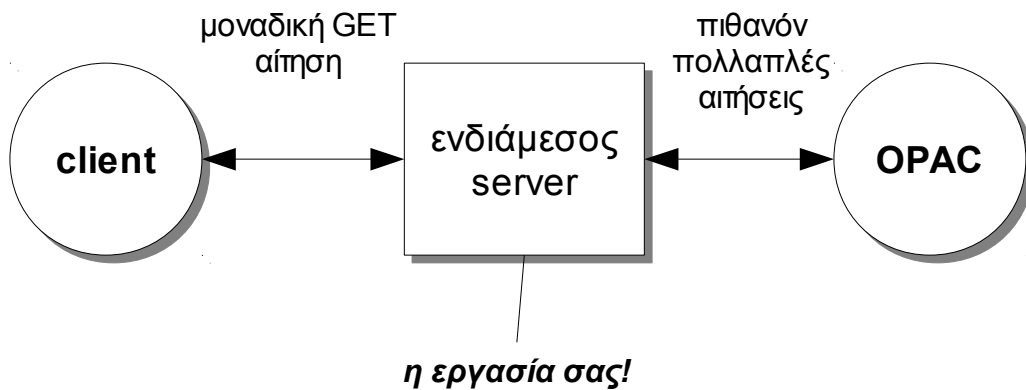 μοναδική GET
αίτηση
πιθανόν
πολλαπλές
αιτήσεις
client
ενδιάμεσος
server
OPAC
η εργασία σας!